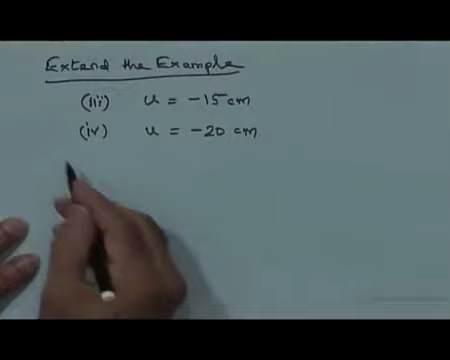 Extend the Example
(iii) u = -15 cm
(iv) u = -20 cm